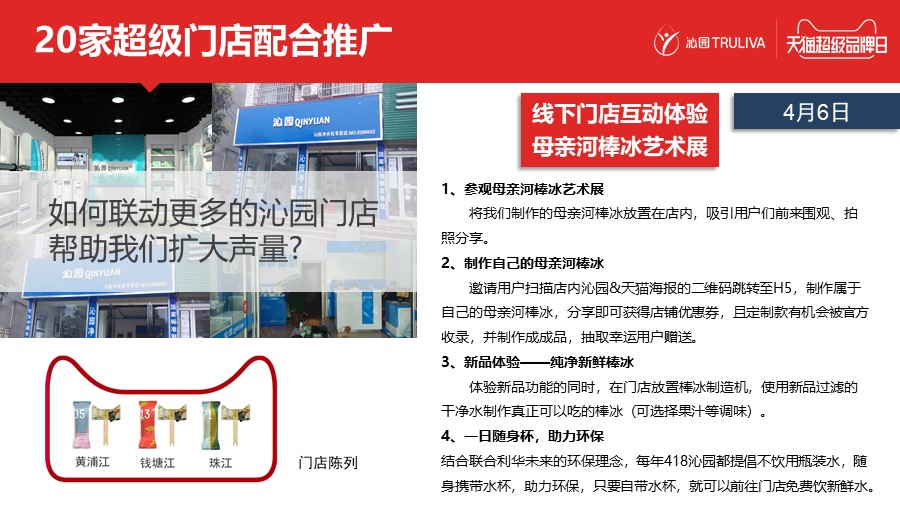 20家超级门店配合推广
沁园 TRULIVA
天猫超级品牌日
沁园 QINYUAN
沁园 QINYUAN
沁园净水机专卖店 NO.0396042
如何联动更多的沁园门店
帮助我们扩大声量?
沁园 QINYUAN
沁园 QINYUAN
05
13
黄浦江
钱塘江
珠江
门店陈列
线下门店互动体验
母亲河棒冰艺术展
4月6日
1、参观母亲河棒冰艺术展
将我们制作的母亲河棒冰放置在店内，吸引用户们前来围观、拍
照分享。
2、制作自己的母亲河棒冰
邀请用户扫描店内沁园&天猫海报的二维码跳转至H5，制作属于
自己的母亲河棒冰，分享即可获得店铺优惠券，且定制款有机会被官方
收录，并制作成成品，抽取幸运用户赠送。
3、新品体验——纯净新鲜棒冰
体验新品功能的同时，在门店放置棒冰制造机，使用新品过滤的
干净水制作真正可以吃的棒冰（可选择果汁等调味）。
4、一日随身杯，助力环保
结合联合利华未来的环保理念，每年418沁园都提倡不饮用瓶装水，随
身携带水杯，助力环保，只要自带水杯，就可以前往门店免费饮新鲜水。